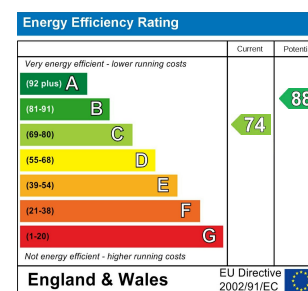 Energy Efficiency Rating
Current Potenti
Very energy efficient - lower running costs
(92 plus) A
(81-91) B
88
(69-80) C
74
(55-68) D
(39-54) E
(21-38) F
(1-20) G
Not energy efficient - higher running costs
England & Wales
EU Directive
2002/91/EC